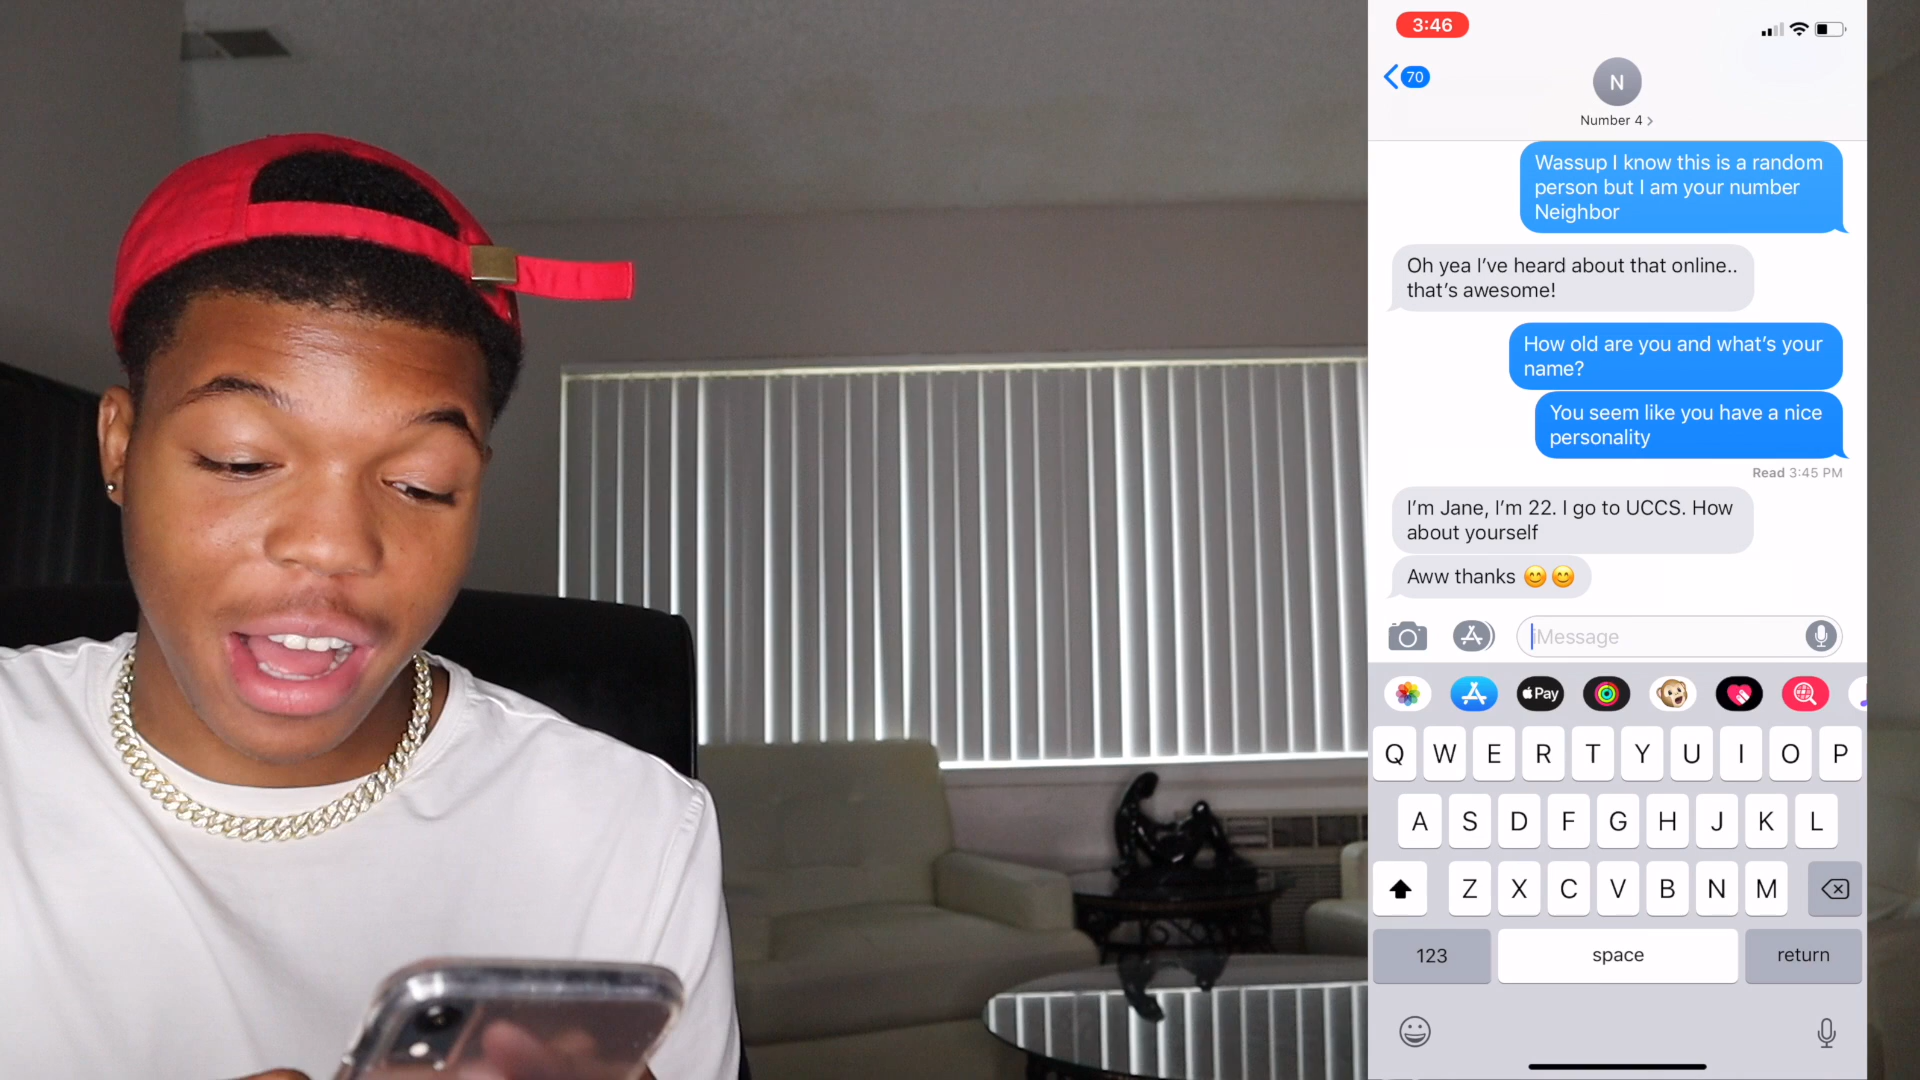 3:46
70
N
Number 4
Wassup I know this is a random
person but I am your number
Neighbor
Oh yea I've heard about that online..
that's awesome!
How old are you and what's your
name?
You seem like you have a nice
personality
Read 3:45 PM
I'm Jane, I'm 22. I go to UCCS. How
about yourself
Aww thanks 😊😊
iMessage
Pay
Q W E R T Y U I O P
A S D F G H J K L
Z X C V B N M
123 space return